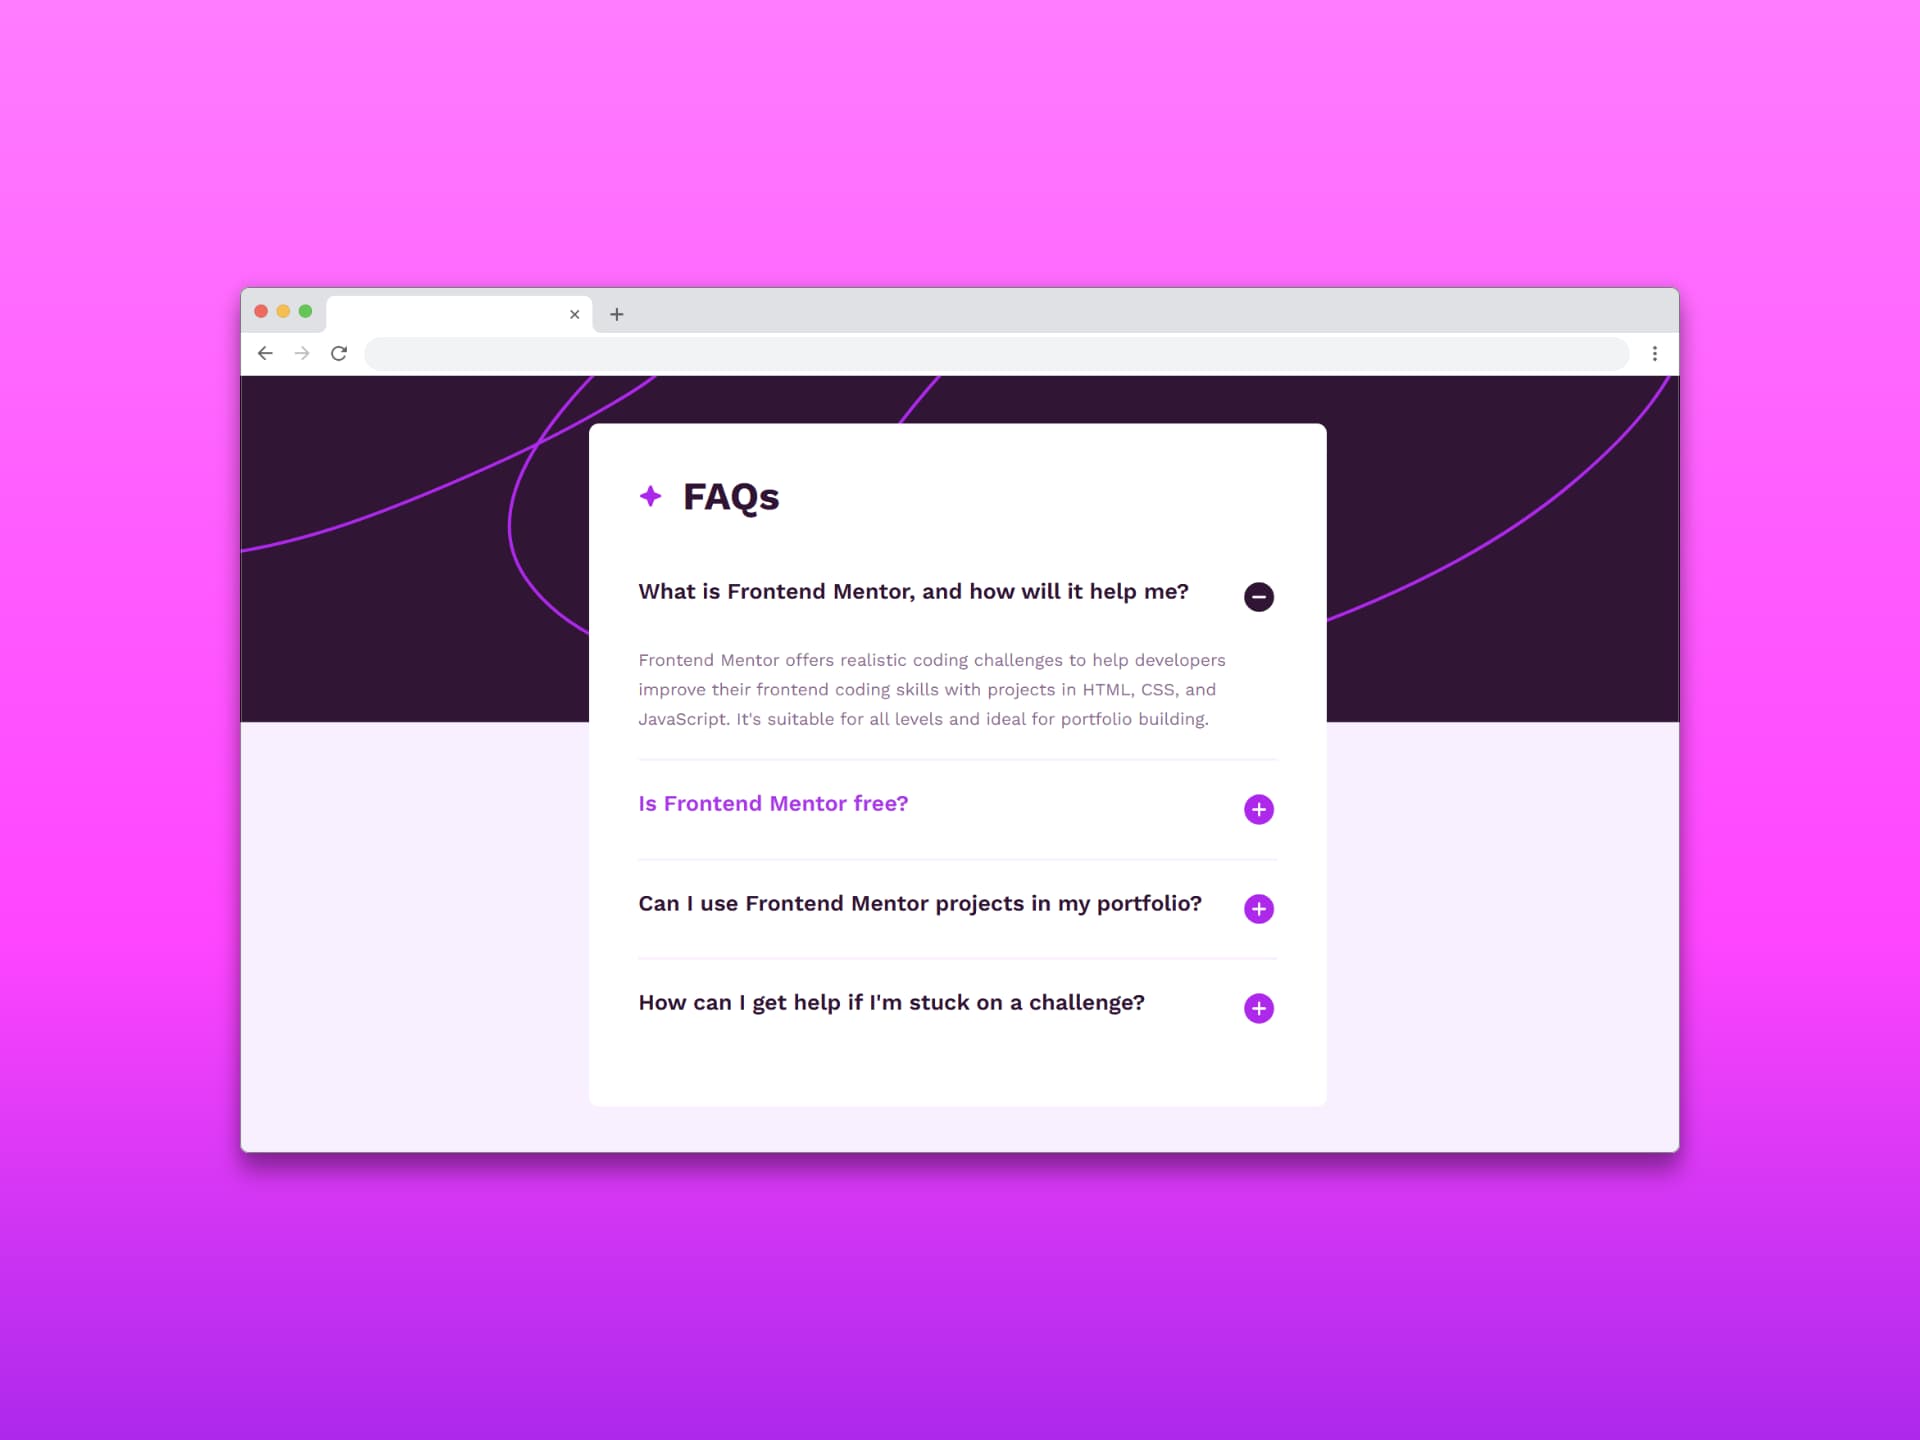 FAQs
What is Frontend Mentor, and how will it help me?
Frontend Mentor offers realistic coding challenges to help developers
improve their frontend coding skills with projects in HTML, CSS, and
JavaScript. It's suitable for all levels and ideal for portfolio building.
Is Frontend Mentor free?
Can I use Frontend Mentor projects in my portfolio?
How can I get help if I'm stuck on a challenge?